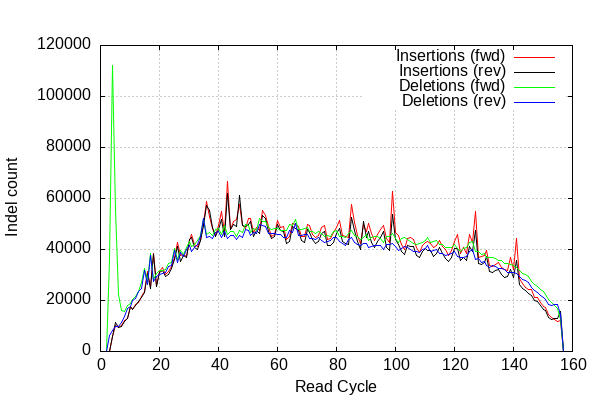 120000
100000
80000
60000
40000
20000
0
0 20 40 60 80 100 120 140 160
Indel count
Read Cycle
Insertions (fwd)
Insertions (rev)
Deletions (fwd)
Deletions (rev)